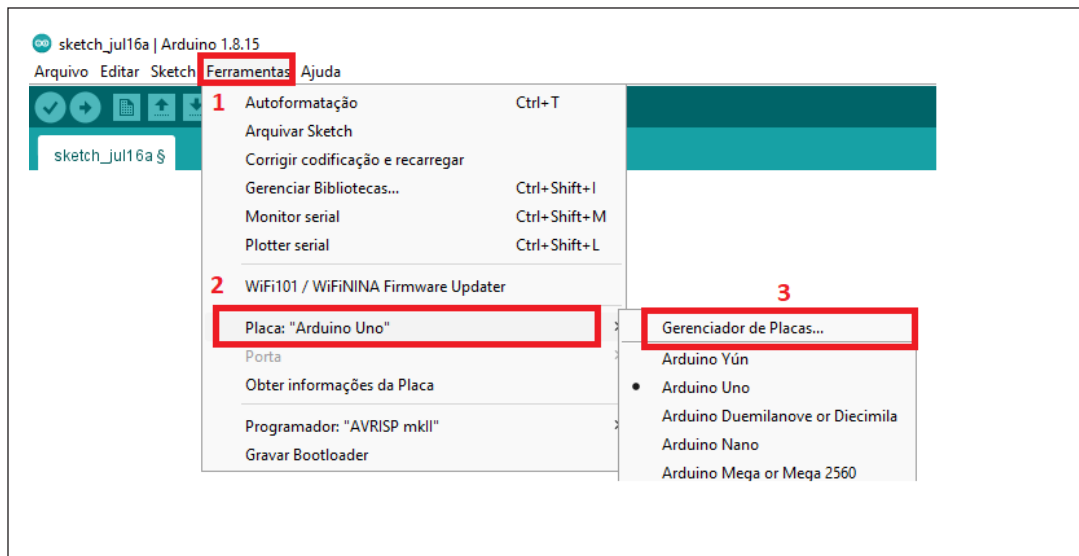 sketch_jul16a | Arduino 1.8.15
Arquivo Editar Sketch Ferramentas Ajuda
1 Autoformatação Ctrl+T
Arquivar Sketch
sketch_jul16a §
Corrigir codificação e recarregar
Gerenciar Bibliotecas... Ctrl+Shift+I
Monitor serial Ctrl+Shift+M
Plotter serial Ctrl+Shift+L
2 WiFi101 / WiFiNINA Firmware Updater
3
Placa: "Arduino Uno"
Gerenciador de Placas...
Porta
Arduino Yún
Obter informações da Placa
Arduino Uno
Arduino Duemilanove or Diecimila
Programador: "AVRISP mkII"
Arduino Nano
Gravar Bootloader
Arduino Mega or Mega 2560